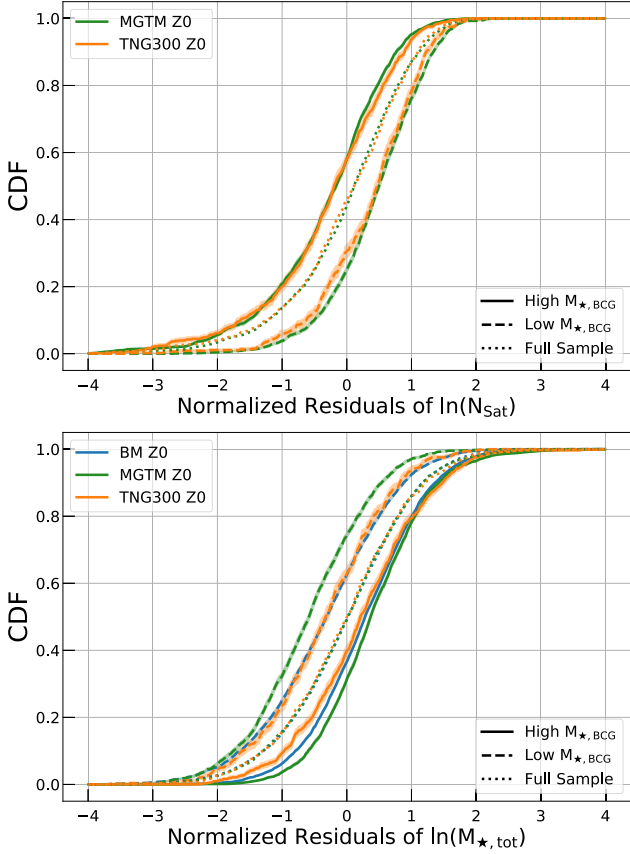 MGTM Z0
TNG300 Z0
CDF
1.0
0.8
0.6
0.4
0.2
0.0
High M★,BCG
Low M★,BCG
Full Sample
−4 −3 −2 −1 0 1 2 3 4
Normalized Residuals of ln(NSat)
BM Z0
MGTM Z0
TNG300 Z0
CDF
1.0
0.8
0.6
0.4
0.2
0.0
High M★,BCG
Low M★,BCG
Full Sample
−4 −3 −2 −1 0 1 2 3 4
Normalized Residuals of ln(M★,tot)